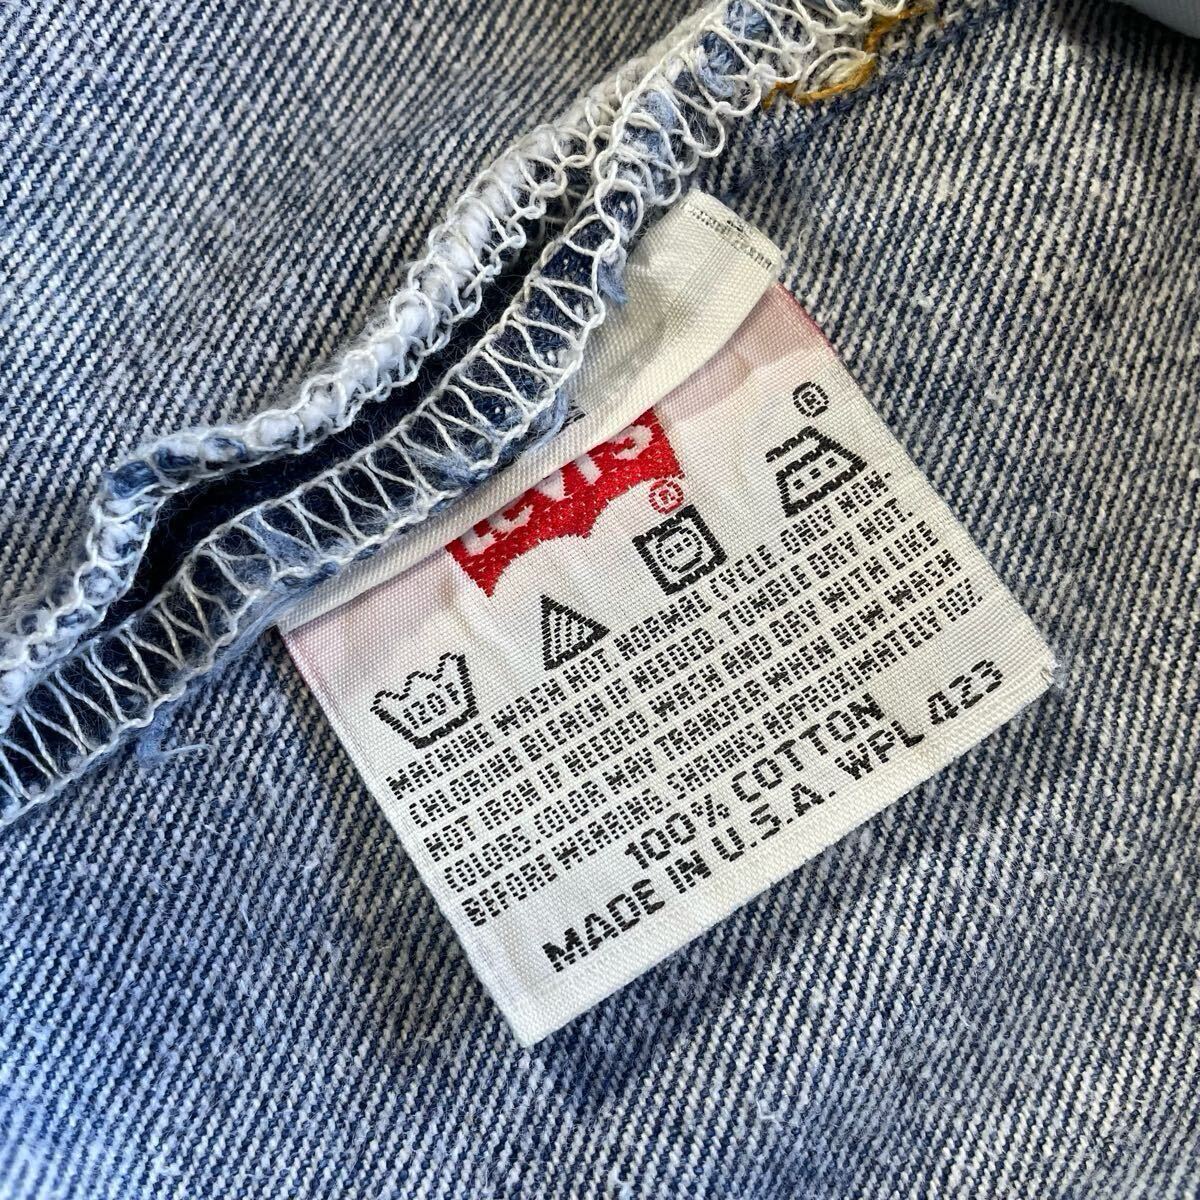 LEVI'S
®
®
120F
MACHINE WASH HOT. NORMAL CYCLE. ONLY NON-
CHLORINE BLEACH IF NEEDED. TUMBLE DRY HOT.
HOT IRON IF NEEDED WASH AND DRY WITH LIKE
COLORS COLOR MAY TRANSFER WHEN NEW. WASH
BEFORE WEARING. SHRINKS APPROXIMATELY 10%
100% COTTON
MADE IN U.S.A. WPL 423